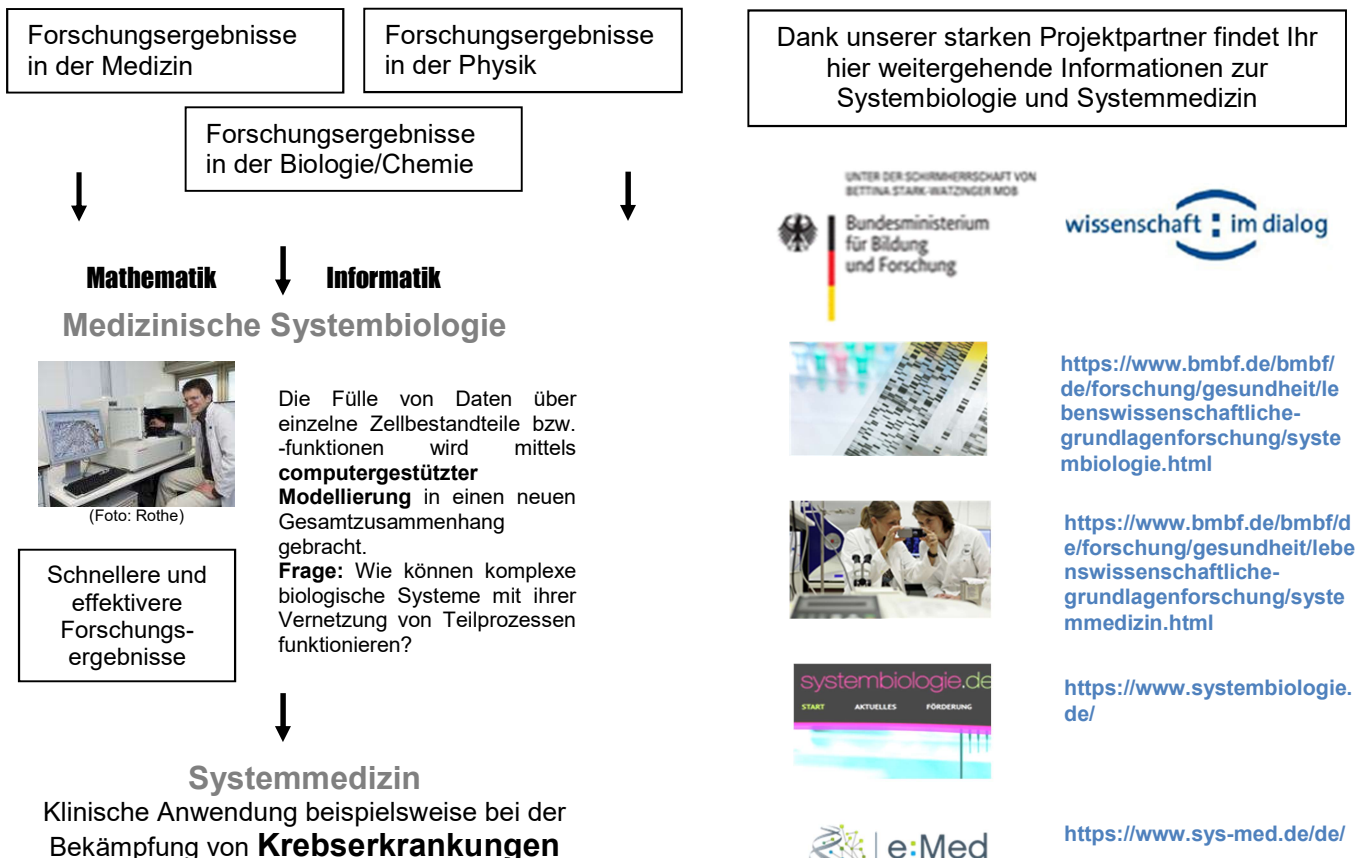 Forschungsergebnisse
in der Medizin
Forschungsergebnisse
in der Physik
Forschungsergebnisse
in der Biologie/Chemie
Mathematik
Informatik
Medizinische Systembiologie
(Foto: Rothe)
Die Fülle von Daten über
einzelne Zellbestandteile bzw.
-funktionen wird mittels
computergestützter
Modellierung in einen neuen
Gesamtzusammenhang
gebracht.
Frage: Wie können komplexe
biologische Systeme mit ihrer
Vernetzung von Teilprozessen
funktionieren?
Schnellere und
effektivere
Forschungs-
ergebnisse
Systemmedizin
Klinische Anwendung beispielsweise bei der
Bekämpfung von Krebserkrankungen
Dank unserer starken Projektpartner findet Ihr
hier weitergehende Informationen zur
Systembiologie und Systemmedizin
UNTER DER SCHIRMHERRSCHAFT VON
BETTINA STARK-WATZINGER MDB
Bundesministerium
für Bildung
und Forschung
wissenschaft : im dialog
https://www.bmbf.de/bmbf/
de/forschung/gesundheit/le
benswissenschaftliche-
grundlagenforschung/syste
mbiologie.html
https://www.bmbf.de/bmbf/d
e/forschung/gesundheit/lebe
nswissenschaftliche-
grundlagenforschung/syste
mmedizin.html
systembiologie.de
START AKTUELLES FÖRDERUNG
https://www.systembiologie.
de/
e:Med
https://www.sys-med.de/de/